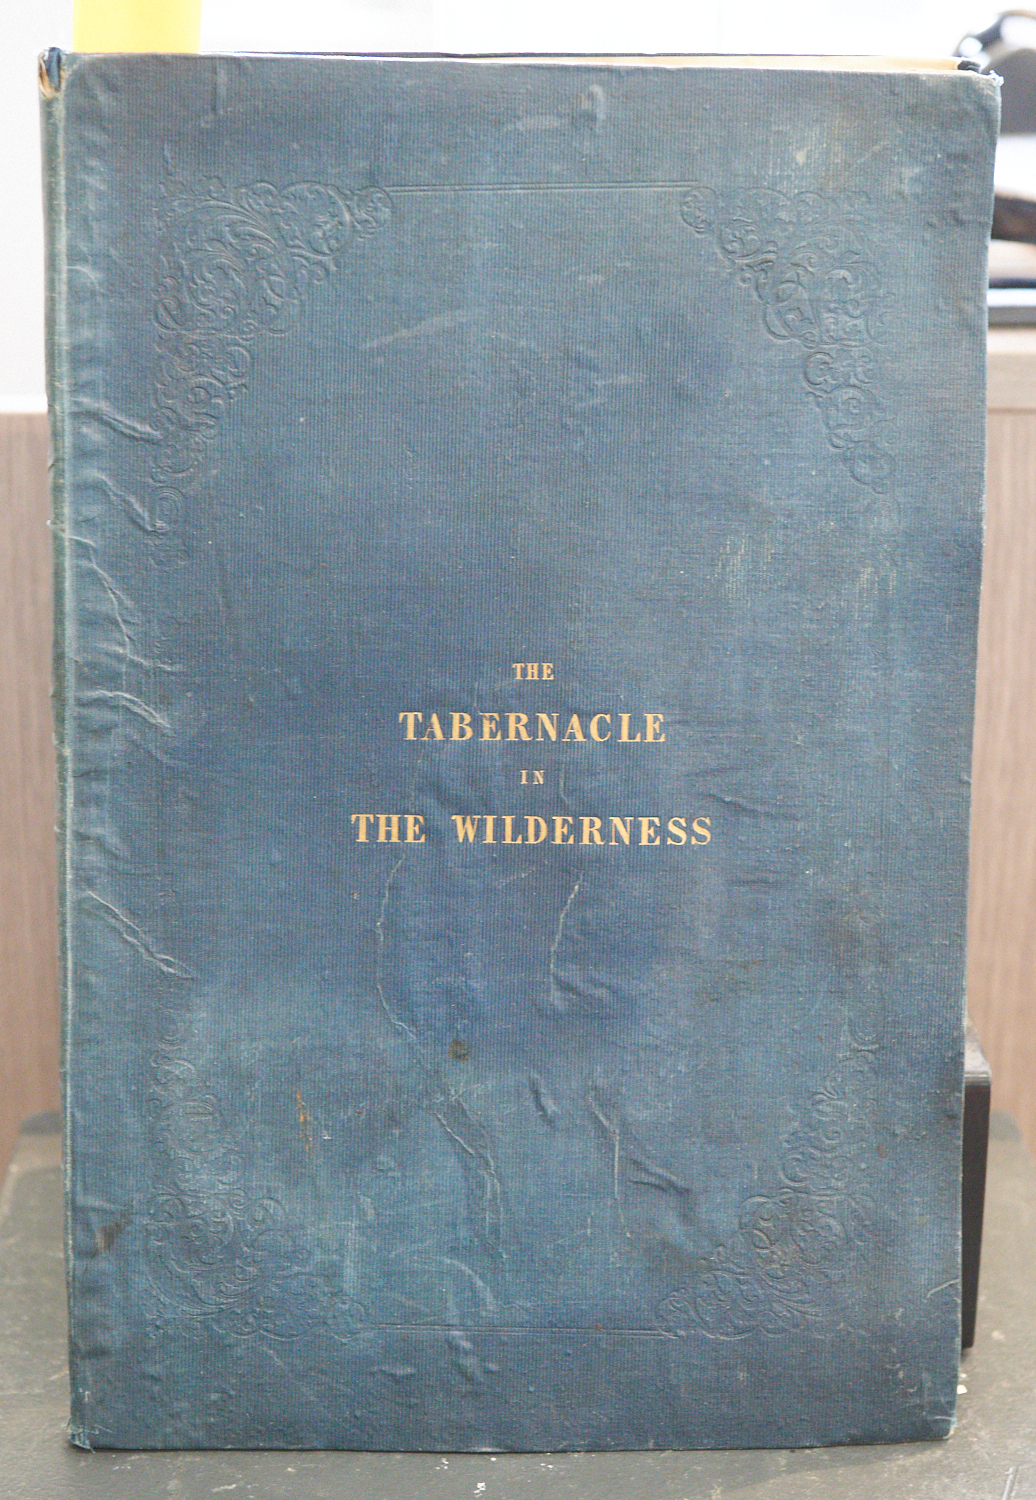 THE
TABERNACLE
IN
THE WILDERNESS